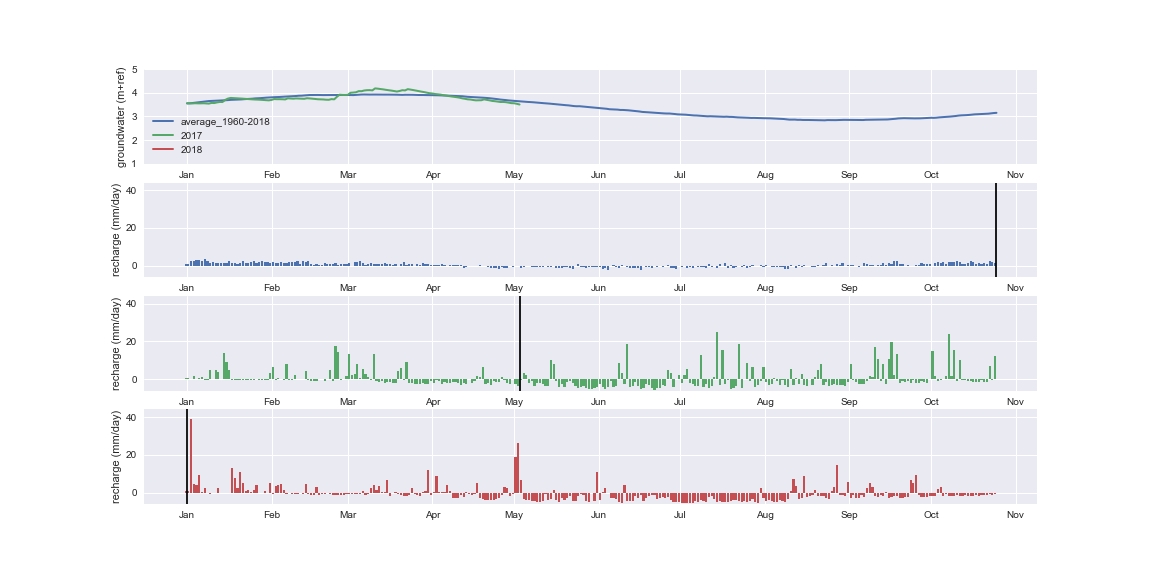 groundwater (m+ref)
5
4
3
2
1
average_1960-2018
2017
2018
Jan Feb Mar Apr May Jun Jul Aug Sep Oct Nov
recharge (mm/day)
40
20
0
Jan Feb Mar Apr May Jun Jul Aug Sep Oct Nov
recharge (mm/day)
40
20
0
Jan Feb Mar Apr May Jun Jul Aug Sep Oct Nov
recharge (mm/day)
40
20
0
Jan Feb Mar Apr May Jun Jul Aug Sep Oct Nov